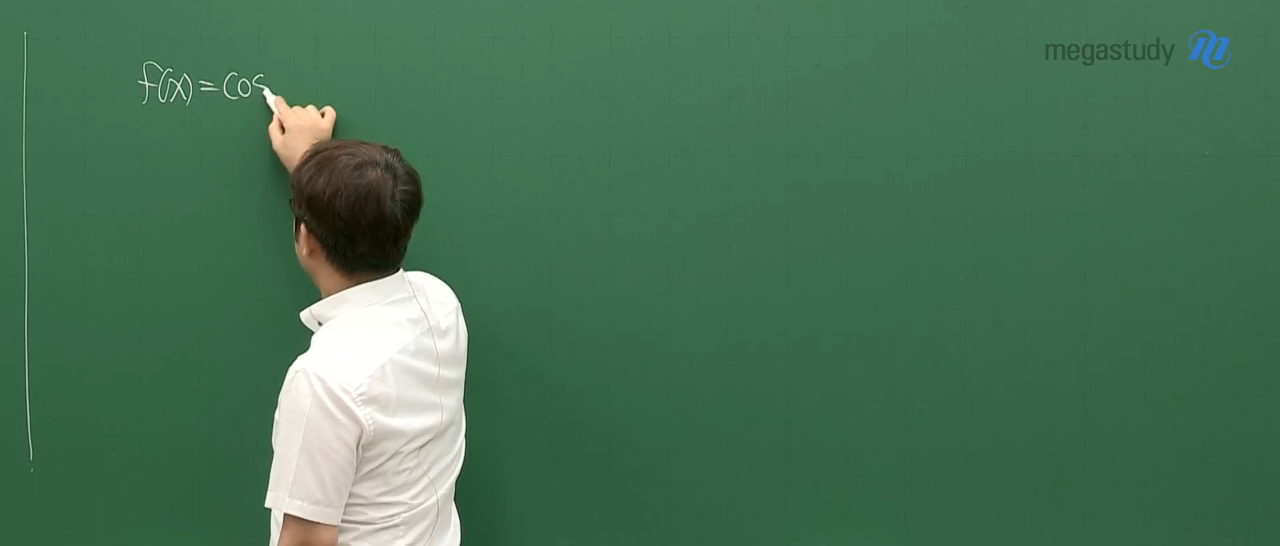 megastudy
f(x) = cos